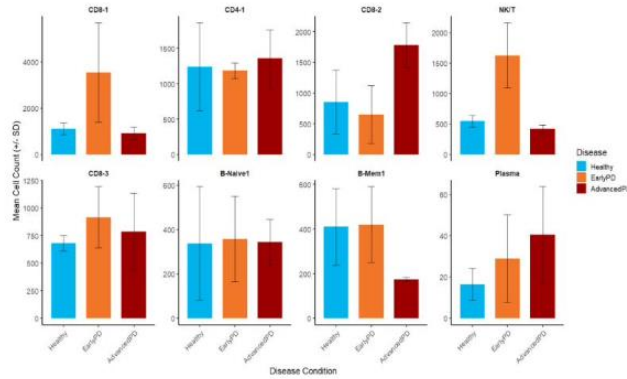 CD8-1
CD4-1
CD8-2
NK/T
4000
2000
0
1500
1000
500
0
2000
1500
1000
500
0
2000
1500
1000
500
0
CD8-3
B-Naive1
B-Mem1
Plasma
1250
1000
750
500
250
0
600
400
200
0
600
400
200
0
60
40
20
0
Healthy
EarlyPD
AdvancedPD
Healthy
EarlyPD
AdvancedPD
Healthy
EarlyPD
AdvancedPD
Healthy
EarlyPD
AdvancedPD
Mean Cell Count (+/- SD)
Disease Condition
Disease
Healthy
EarlyPD
AdvancedP